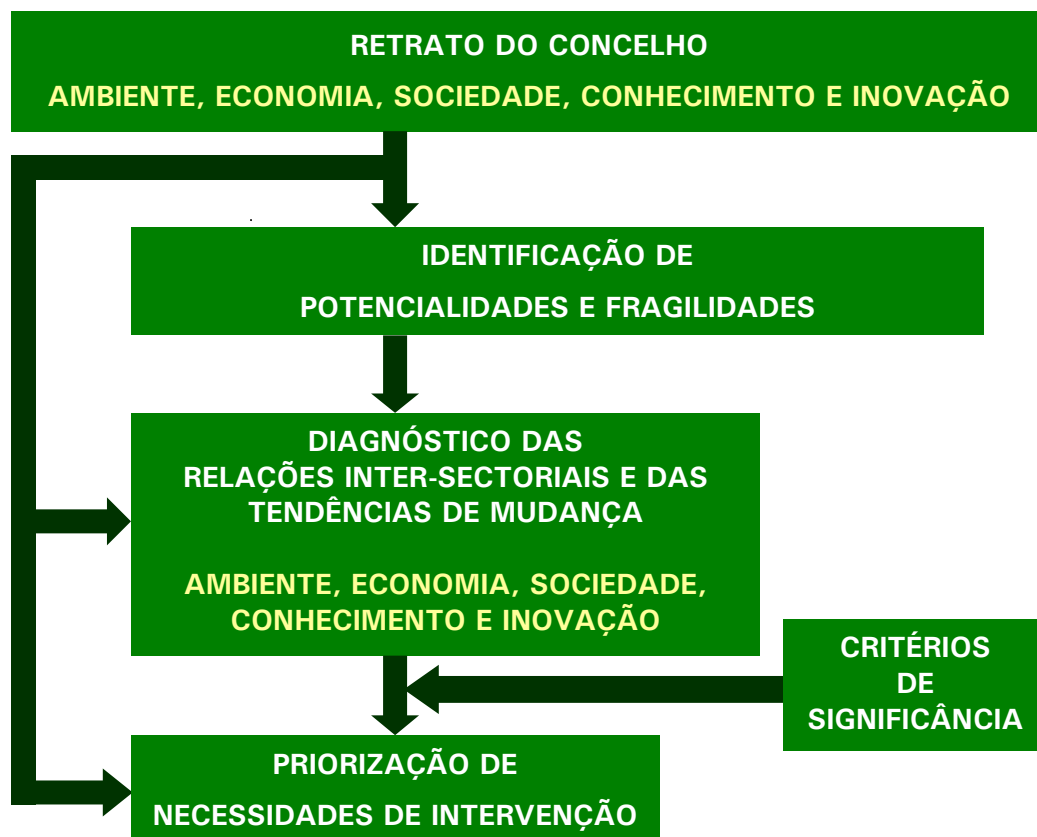 RETRATO DO CONCELHO
AMBIENTE, ECONOMIA, SOCIEDADE, CONHECIMENTO E INOVAÇÃO
IDENTIFICAÇÃO DE
POTENCIALIDADES E FRAGILIDADES
DIAGNÓSTICO DAS
RELAÇÕES INTER-SECTORIAIS E DAS
TENDÊNCIAS DE MUDANÇA
AMBIENTE, ECONOMIA, SOCIEDADE,
CONHECIMENTO E INOVAÇÃO
CRITÉRIOS
DE
SIGNIFICÂNCIA
PRIORIZAÇÃO DE
NECESSIDADES DE INTERVENÇÃO